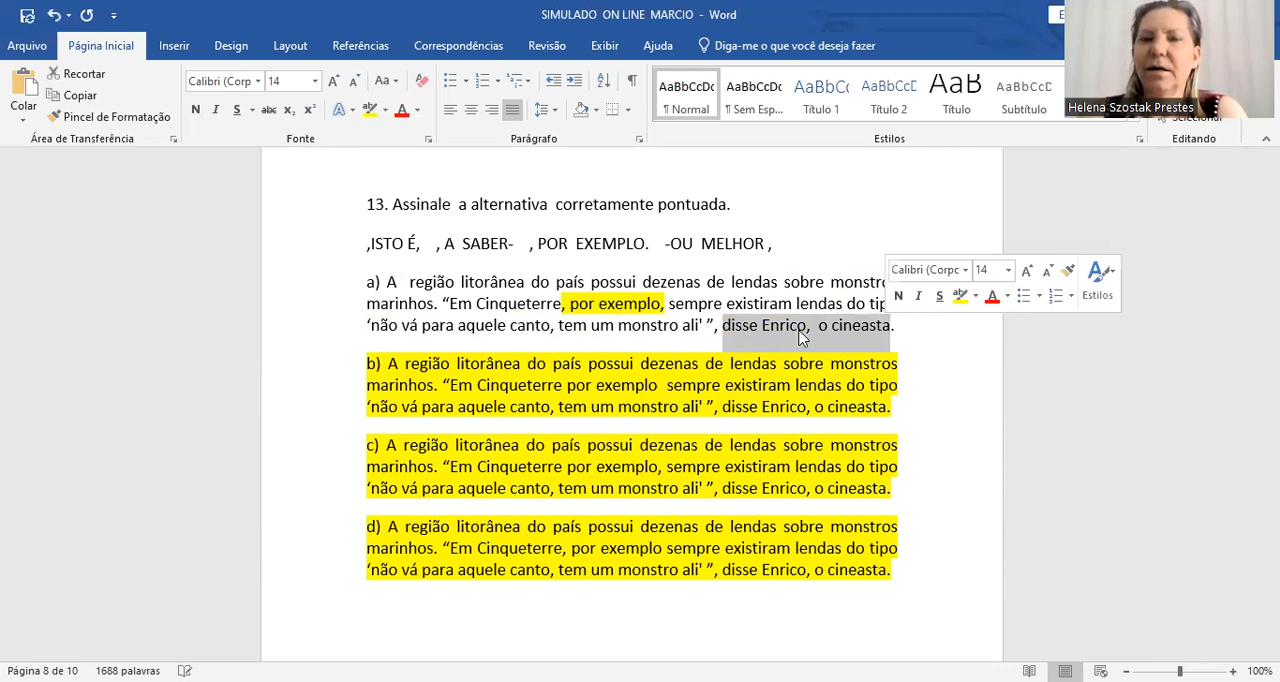 SIMULADO ON LINE MARCIO - Word
Arquivo Página Inicial Inserir Design Layout Referências Correspondências Revisão Exibir Ajuda Diga-me o que você deseja fazer
Colar
Recortar
Copiar
Pincel de Formatação
Área de Transferência
Calibri (Corp 14
N I S abc x₂ x²
Fonte
Parágrafo
AaBbCcDc AaBbCcDc AaBbCc AaBbCcC AaB AaBbCcD
¶ Normal ¶ Sem Esp... Título 1 Título 2 Título Subtítulo
Estilos
Helena Szostak Prestes
Editando
13. Assinale a alternativa corretamente pontuada.
,ISTO É, , A SABER- , POR EXEMPLO. -OU MELHOR ,
Calibri (Corpc 14
N I S Estilos
a) A região litorânea do país possui dezenas de lendas sobre monstros
marinhos. “Em Cinqueterre, por exemplo, sempre existiram lendas do tip
‘não vá para aquele canto, tem um monstro ali' ”, disse Enrico, o cineasta.
b) A região litorânea do país possui dezenas de lendas sobre monstros
marinhos. “Em Cinqueterre por exemplo sempre existiram lendas do tipo
‘não vá para aquele canto, tem um monstro ali' ”, disse Enrico, o cineasta.
c) A região litorânea do país possui dezenas de lendas sobre monstros
marinhos. “Em Cinqueterre por exemplo, sempre existiram lendas do tipo
‘não vá para aquele canto, tem um monstro ali' ”, disse Enrico, o cineasta.
d) A região litorânea do país possui dezenas de lendas sobre monstros
marinhos. “Em Cinqueterre, por exemplo sempre existiram lendas do tipo
‘não vá para aquele canto, tem um monstro ali' ”, disse Enrico, o cineasta.
Página 8 de 10 1688 palavras 100%